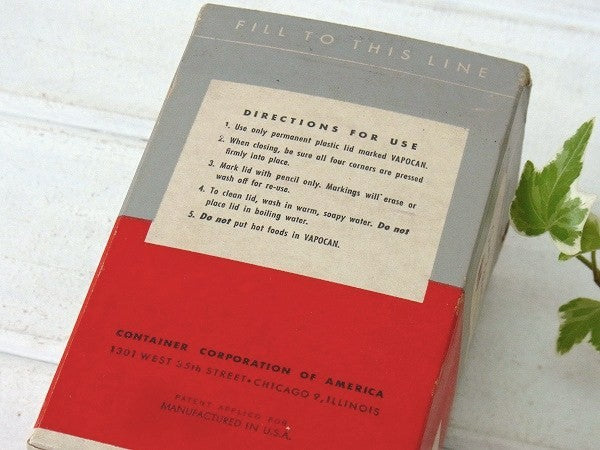 FILL TO THIS LINE
DIRECTIONS FOR USE
1. Use only permanent plastic lid marked VAPOCAN.
2. When closing, be sure all four corners are pressed
firmly into place.
3. Mark lid with pencil only. Markings will erase or
wash off for re-use.
4. To clean lid, wash in warm, soapy water. Do not
place lid in boiling water.
5. Do not put hot foods in VAPOCAN.
CONTAINER CORPORATION OF AMERICA
1301 WEST 35th STREET • CHICAGO 9, ILLINOIS
PATENT APPLIED FOR
MANUFACTURED IN U.S.A.